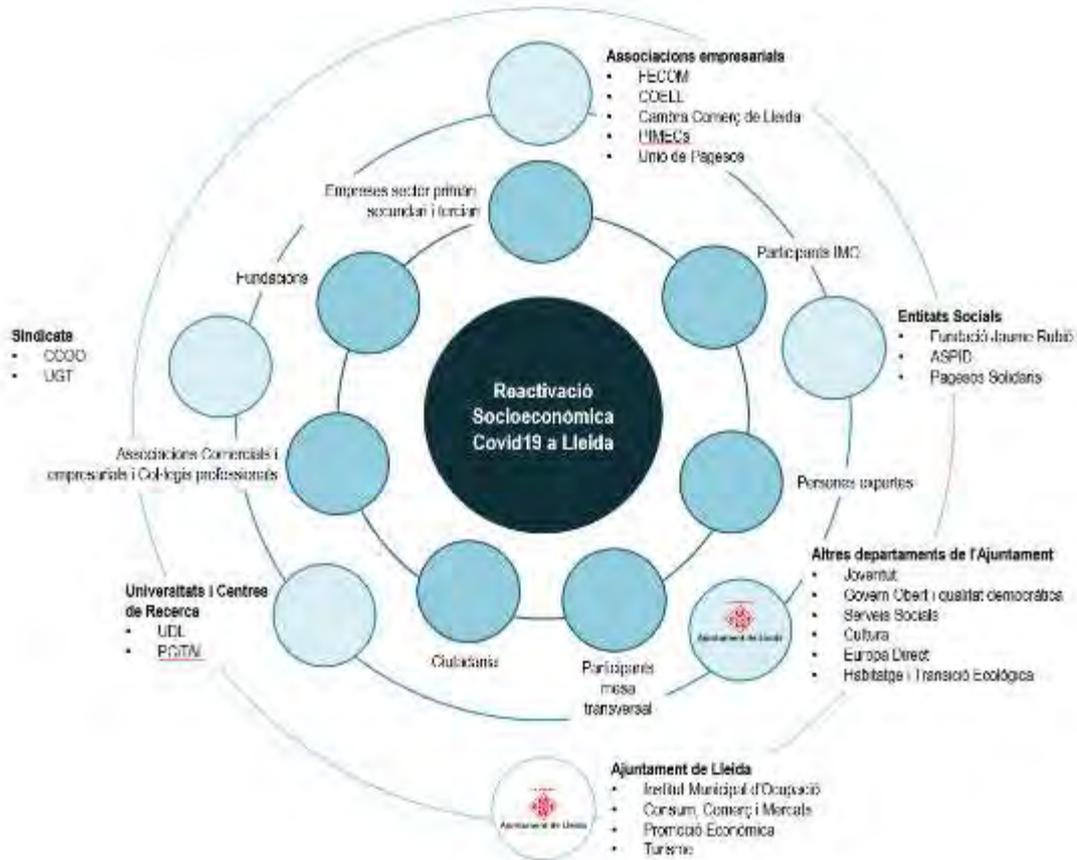 Associacions empresarials
• FECOM
• COELL
• Cambra Comerç de Lleida
• PIMECs
• Unio de Pagesos
Empreses sector primari
secundari i terciari
Participants IMO
Fundacions
Sindicats
• CCOO
• UGT
Entitats Socials
• Fundació Jaume Rubió
• ASPID
• Pagesos Solidaris
Reactivació
Socioeconòmica
Covid19 a Lleida
Associacions Comercials i
empresarials i Col·legis professionals
Persones expertes
Altres departaments de l'Ajuntament
• Joventut
• Govern Obert i qualitat democràtica
• Serveis Socials
• Cultura
• Europa Direct
• Habitatge i Transició Ecològica
Universitats i Centres
de Recerca
• UDL
• PCiTAL
Ajuntament de Lleida
Ciutadania
Participants
mesa
transversal
Ajuntament de Lleida
• Institut Municipal d'Ocupació
• Consum, Comerç i Mercats
• Promoció Econòmica
• Turisme
Ajuntament de Lleida